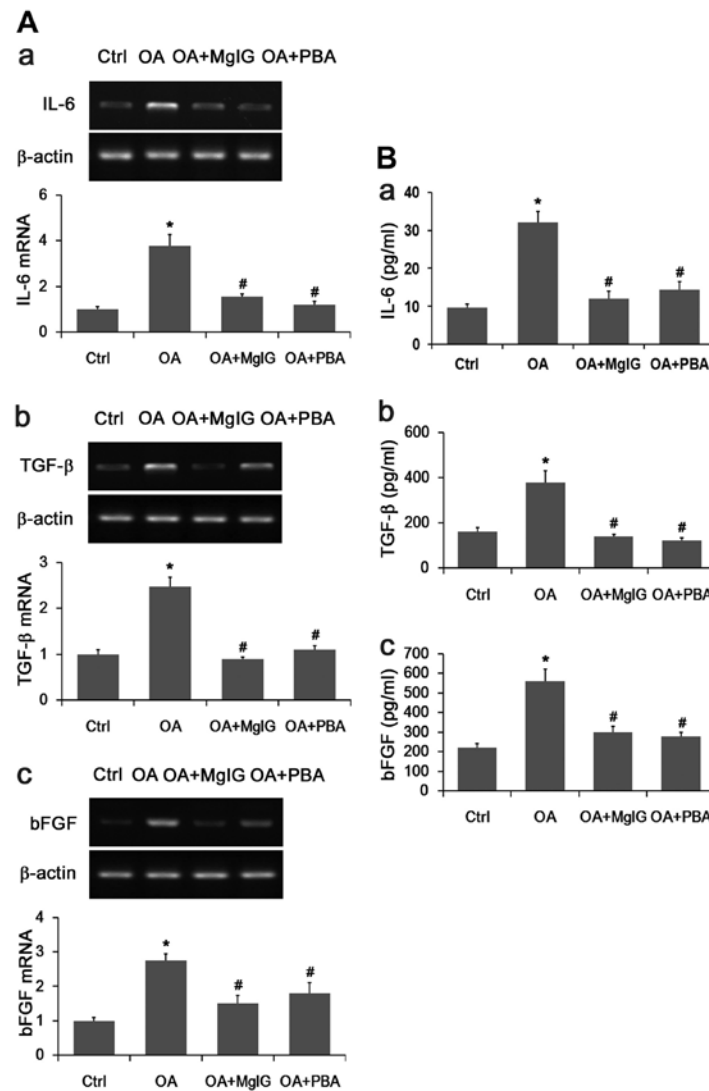 A
a
Ctrl OA OA+MgIG OA+PBA
IL-6
β-actin
IL-6 mRNA
6
4
2
0
*
#
#
Ctrl OA OA+MgIG OA+PBA
b
Ctrl OA OA+MgIG OA+PBA
TGF-β
β-actin
TGF-β mRNA
3
2
1
0
*
#
#
Ctrl OA OA+MgIG OA+PBA
c
Ctrl OA OA+MgIG OA+PBA
bFGF
β-actin
bFGF mRNA
4
3
2
1
0
*
#
#
Ctrl OA OA+MgIG OA+PBA
B
a
IL-6 (pg/ml)
40
30
20
10
0
*
#
#
Ctrl OA OA+MgIG OA+PBA
b
TGF-β (pg/ml)
600
400
200
0
*
#
#
Ctrl OA OA+MgIG OA+PBA
c
bFGF (pg/ml)
700
600
500
400
300
200
100
0
*
#
#
Ctrl OA OA+MgIG OA+PBA